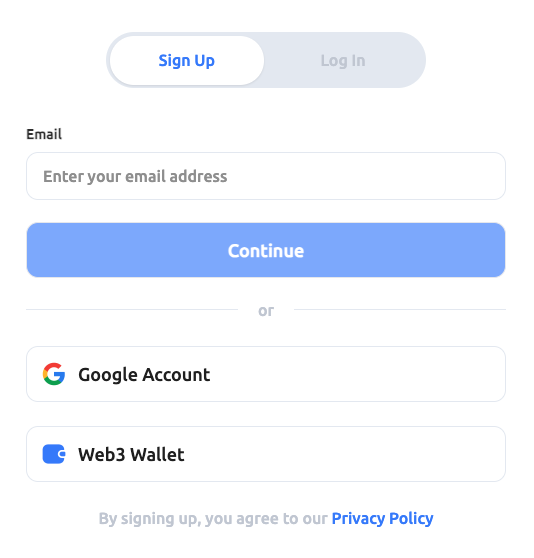 Sign Up
Log In
Email
Enter your email address
Continue
or
Google Account
Web3 Wallet
By signing up, you agree to our Privacy Policy